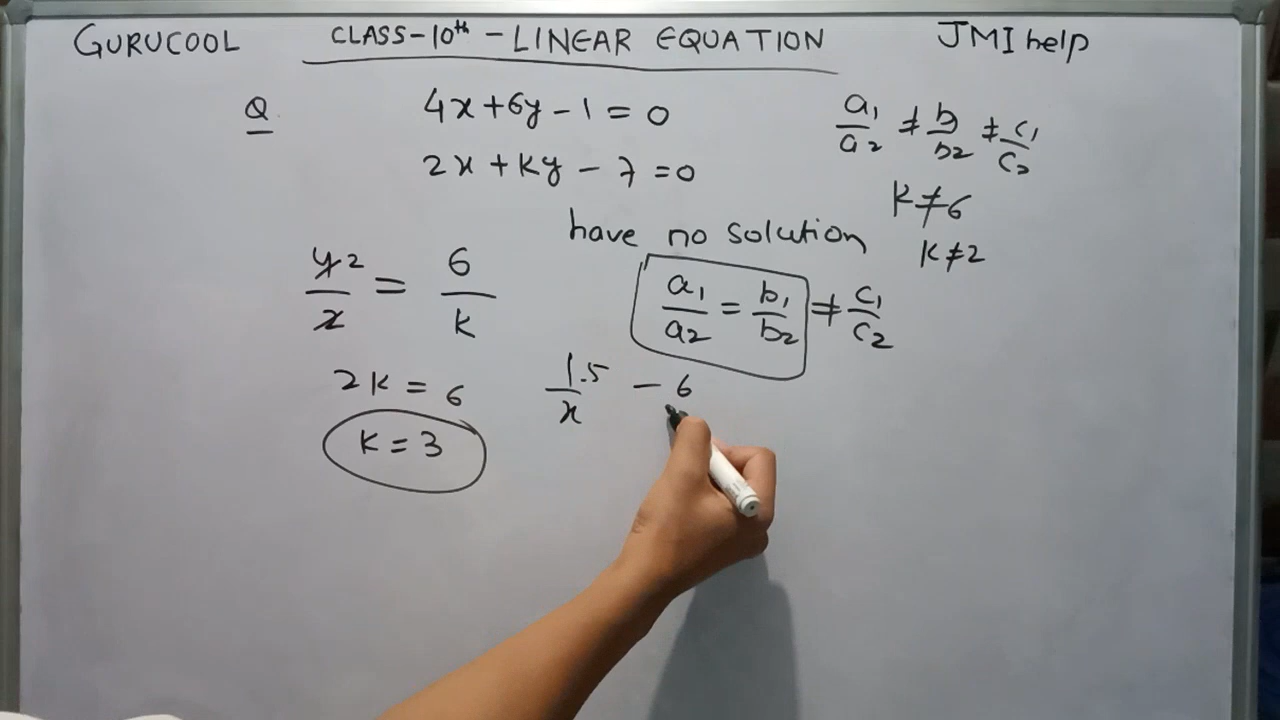 GURUCOOL CLASS-10th - LINEAR EQUATION JMI help
Q 4x + 6y - 1 = 0
2x + ky - 7 = 0
a1/a2 ≠ b/b2 ≠ c1/c2
k ≠ 6
k ≠ 2
have no solution
a1/a2 = b1/b2 ≠ c1/c2
2/x = 6/k
2k = 6
k = 3
1.5/x - 6